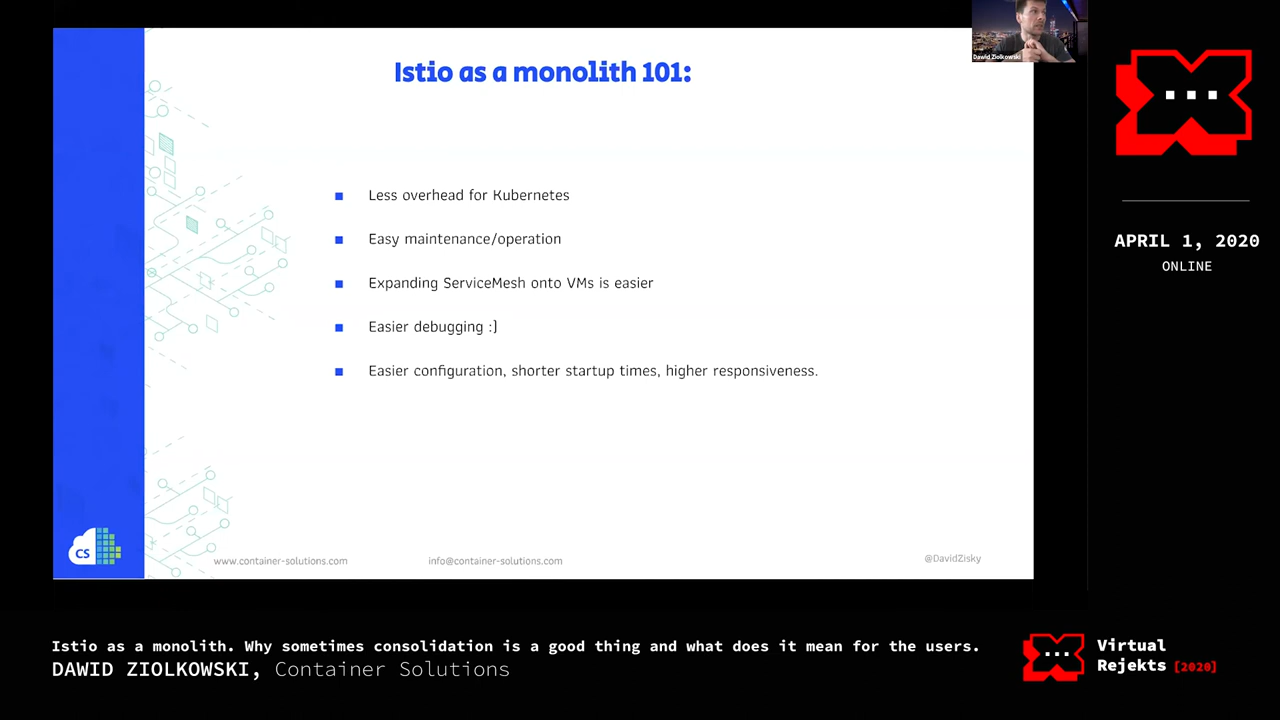 Istio as a monolith 101:
Dawid Ziolkowski
Less overhead for Kubernetes
Easy maintenance/operation
Expanding ServiceMesh onto VMs is easier
Easier debugging :]
Easier configuration, shorter startup times, higher responsiveness.
CS
www.container-solutions.com
info@container-solutions.com
@DavidZisky
APRIL 1, 2020
ONLINE
Istio as a monolith. Why sometimes consolidation is a good thing and what does it mean for the users.
DAWID ZIOLKOWSKI, Container Solutions
Virtual
Rejekts [2020]